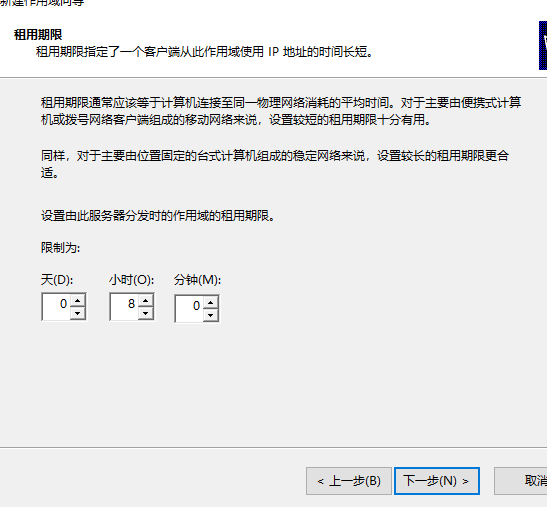 新建作用域向导
租用期限
租用期限指定了一个客户端从此作用域使用 IP 地址的时间长短。
租用期限通常应该等于计算机连接至同一物理网络消耗的平均时间。对于主要由便携式计算
机或拨号网络客户端组成的移动网络来说，设置较短的租用期限十分有用。
同样，对于主要由位置固定的台式计算机组成的稳定网络来说，设置较长的租用期限更合
适。
设置由此服务器分发时的作用域的租用期限。
限制为:
天(D): 小时(O): 分钟(M):
0 8 0
< 上一步(B) 下一步(N) > 取消